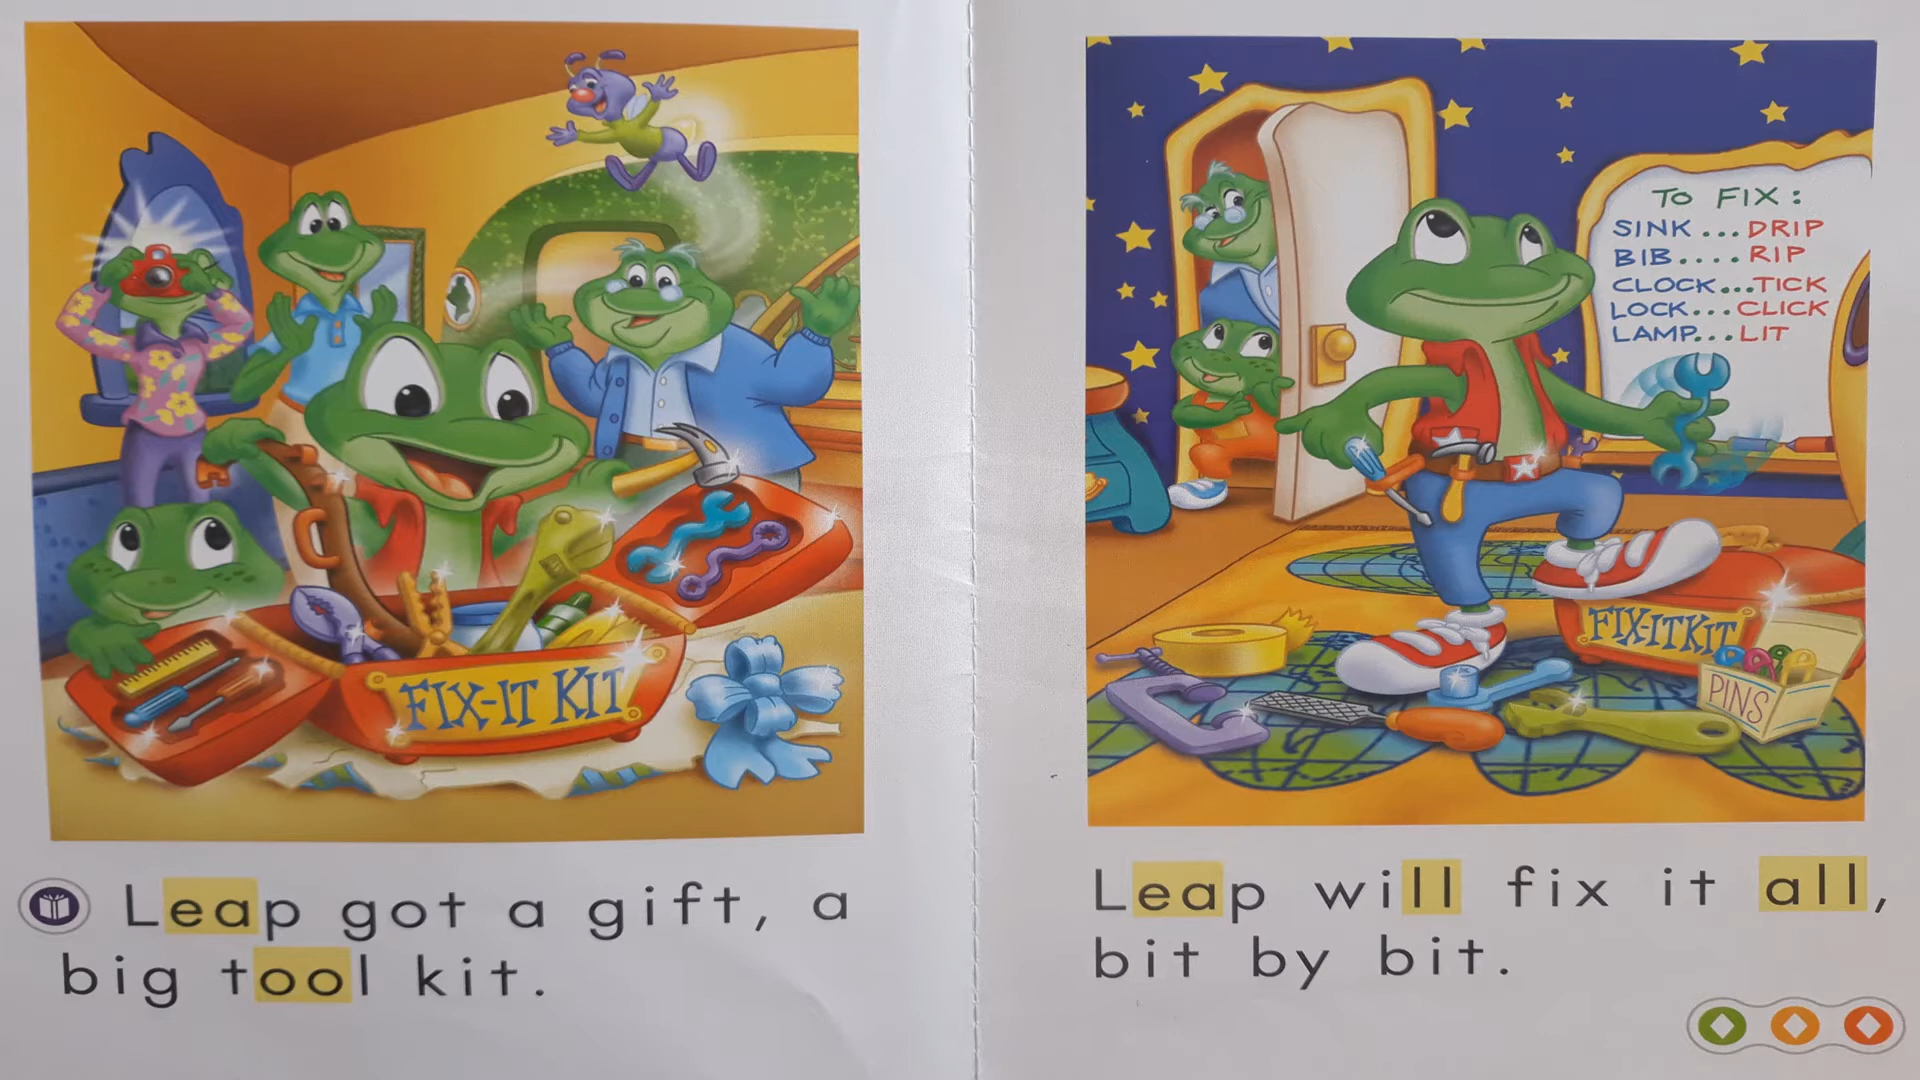 FIX-IT KIT
Leap got a gift, a
big tool kit.
TO FIX:
SINK...DRIP
BIB....RIP
CLOCK...TICK
LOCK...CLICK
LAMP...LIT
FIX-IT KIT
PINS
Leap will fix it all,
bit by bit.